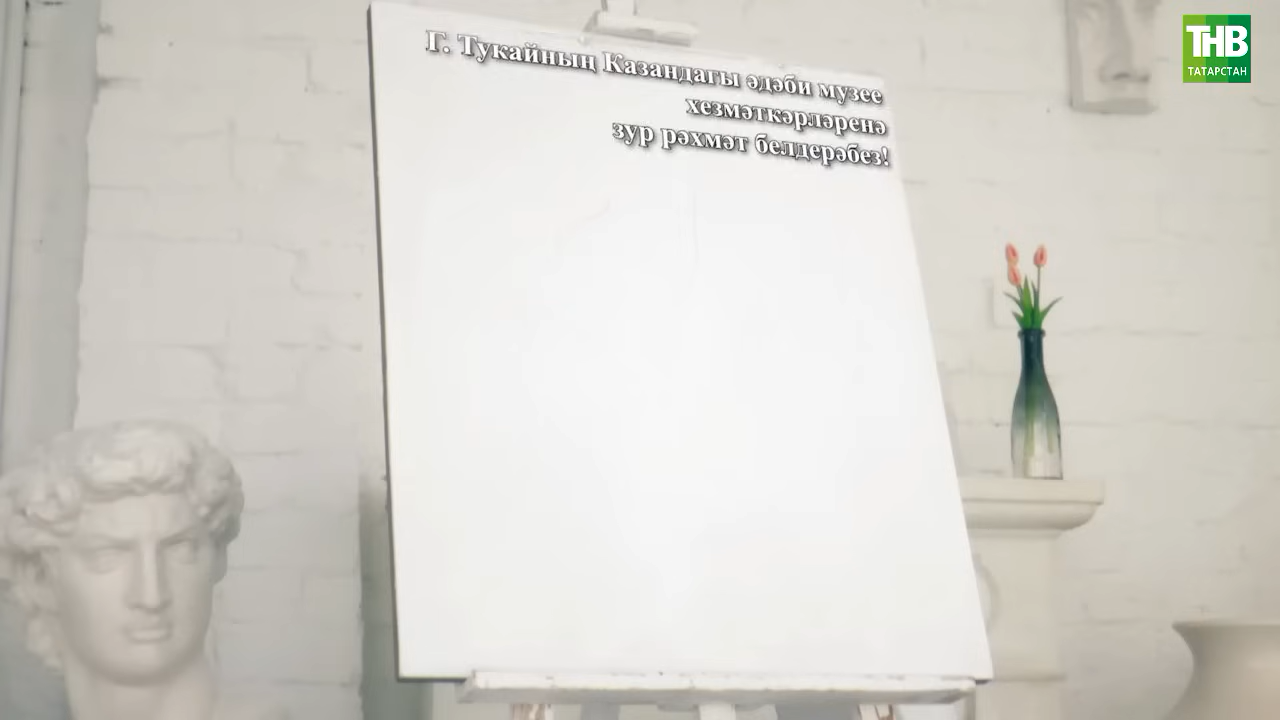 Г. Тукайның Казандагы әдәби музее
хезмәткәрләренә
зур рәхмәт белдерәбез!
ТНВ
ТАТАРСТАН